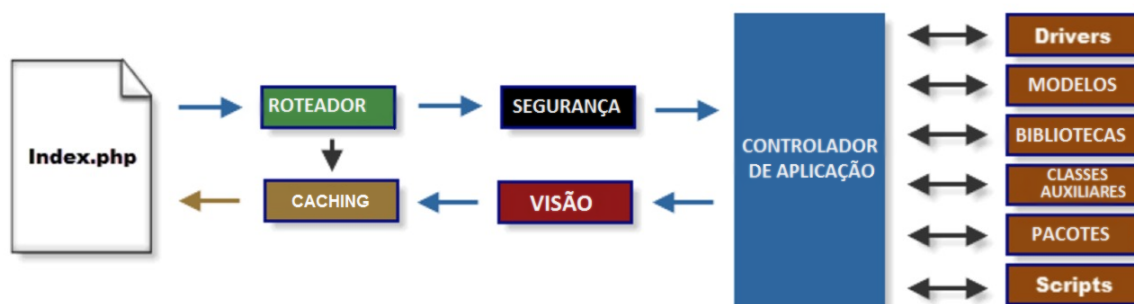 Index.php
ROTEADOR
SEGURANÇA
CACHING
VISÃO
CONTROLADOR
DE APLICAÇÃO
Drivers
MODELOS
BIBLIOTECAS
CLASSES
AUXILIARES
PACOTES
Scripts